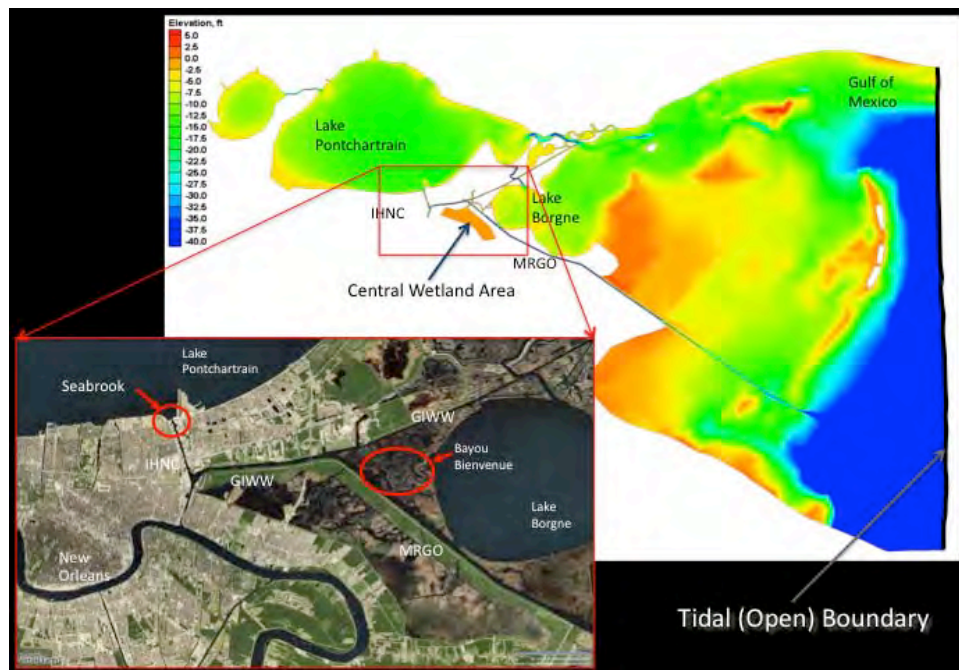 Elevation, ft
5.0
2.5
0.0
-2.5
-5.0
-7.5
-10.0
-12.5
-15.0
-17.5
-20.0
-22.5
-25.0
-27.5
-30.0
-32.5
-35.0
-37.5
-40.0
Gulf of
Mexico
Lake
Pontchartrain
Lake
Borgne
IHNC
MRGO
Central Wetland Area
Lake
Pontchartrain
Seabrook
GIWW
IHNC
Bayou
Bienvenue
GIWW
Lake
Borgne
MRGO
New
Orleans
Tidal (Open) Boundary